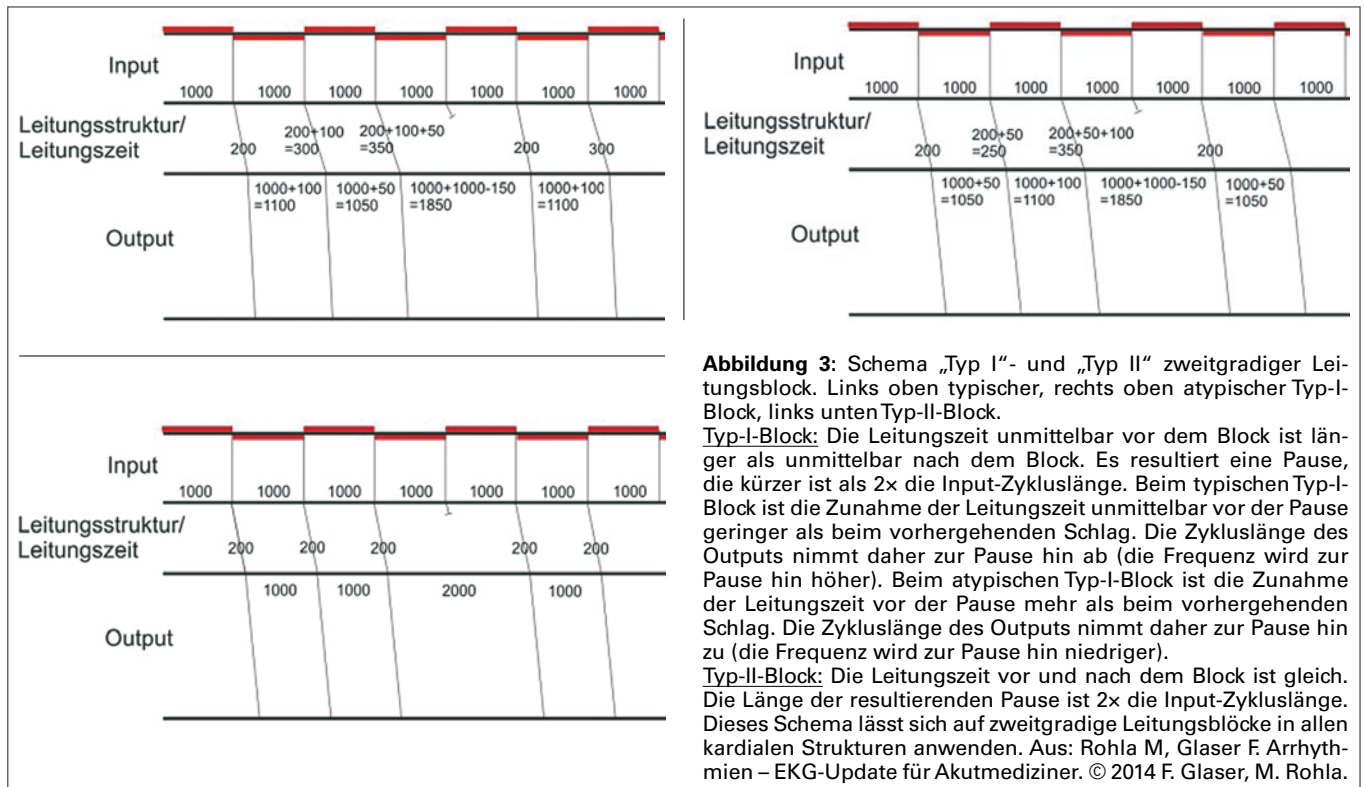 Input
1000 1000 1000 1000 1000 1000 1000
Leitungsstruktur/
Leitungszeit
200 200+100 200+100+50 200 300
=300 =350
1000+100 1000+50 1000+1000-150 1000+100
=1100 =1050 =1850 =1100
Output
Input
1000 1000 1000 1000 1000 1000 1000
Leitungsstruktur/
Leitungszeit
200 200+50 200+50+100 200
=250 =350
1000+50 1000+100 1000+1000-150 1000+50
=1050 =1100 =1850 =1050
Output
Input
1000 1000 1000 1000 1000 1000 1000
Leitungsstruktur/
Leitungszeit
200 200 200 200 200
1000 1000 2000 1000
Output
Abbildung 3: Schema „Typ I“- und „Typ II“ zweitgradiger Lei-
tungsblock. Links oben typischer, rechts oben atypischer Typ-I-
Block, links unten Typ-II-Block.
Typ-I-Block: Die Leitungszeit unmittelbar vor dem Block ist län-
ger als unmittelbar nach dem Block. Es resultiert eine Pause,
die kürzer ist als 2× die Input-Zykluslänge. Beim typischen Typ-I-
Block ist die Zunahme der Leitungszeit unmittelbar vor der Pause
geringer als beim vorhergehenden Schlag. Die Zykluslänge des
Outputs nimmt daher zur Pause hin ab (die Frequenz wird zur
Pause hin höher). Beim atypischen Typ-I-Block ist die Zunahme
der Leitungszeit vor der Pause mehr als beim vorhergehenden
Schlag. Die Zykluslänge des Outputs nimmt daher zur Pause hin
zu (die Frequenz wird zur Pause hin niedriger).
Typ-II-Block: Die Leitungszeit vor und nach dem Block ist gleich.
Die Länge der resultierenden Pause ist 2× die Input-Zykluslänge.
Dieses Schema lässt sich auf zweitgradige Leitungsblöcke in allen
kardialen Strukturen anwenden. Aus: Rohla M, Glaser F. Arrhyth-
mien – EKG-Update für Akutmediziner. © 2014 F. Glaser, M. Rohla.